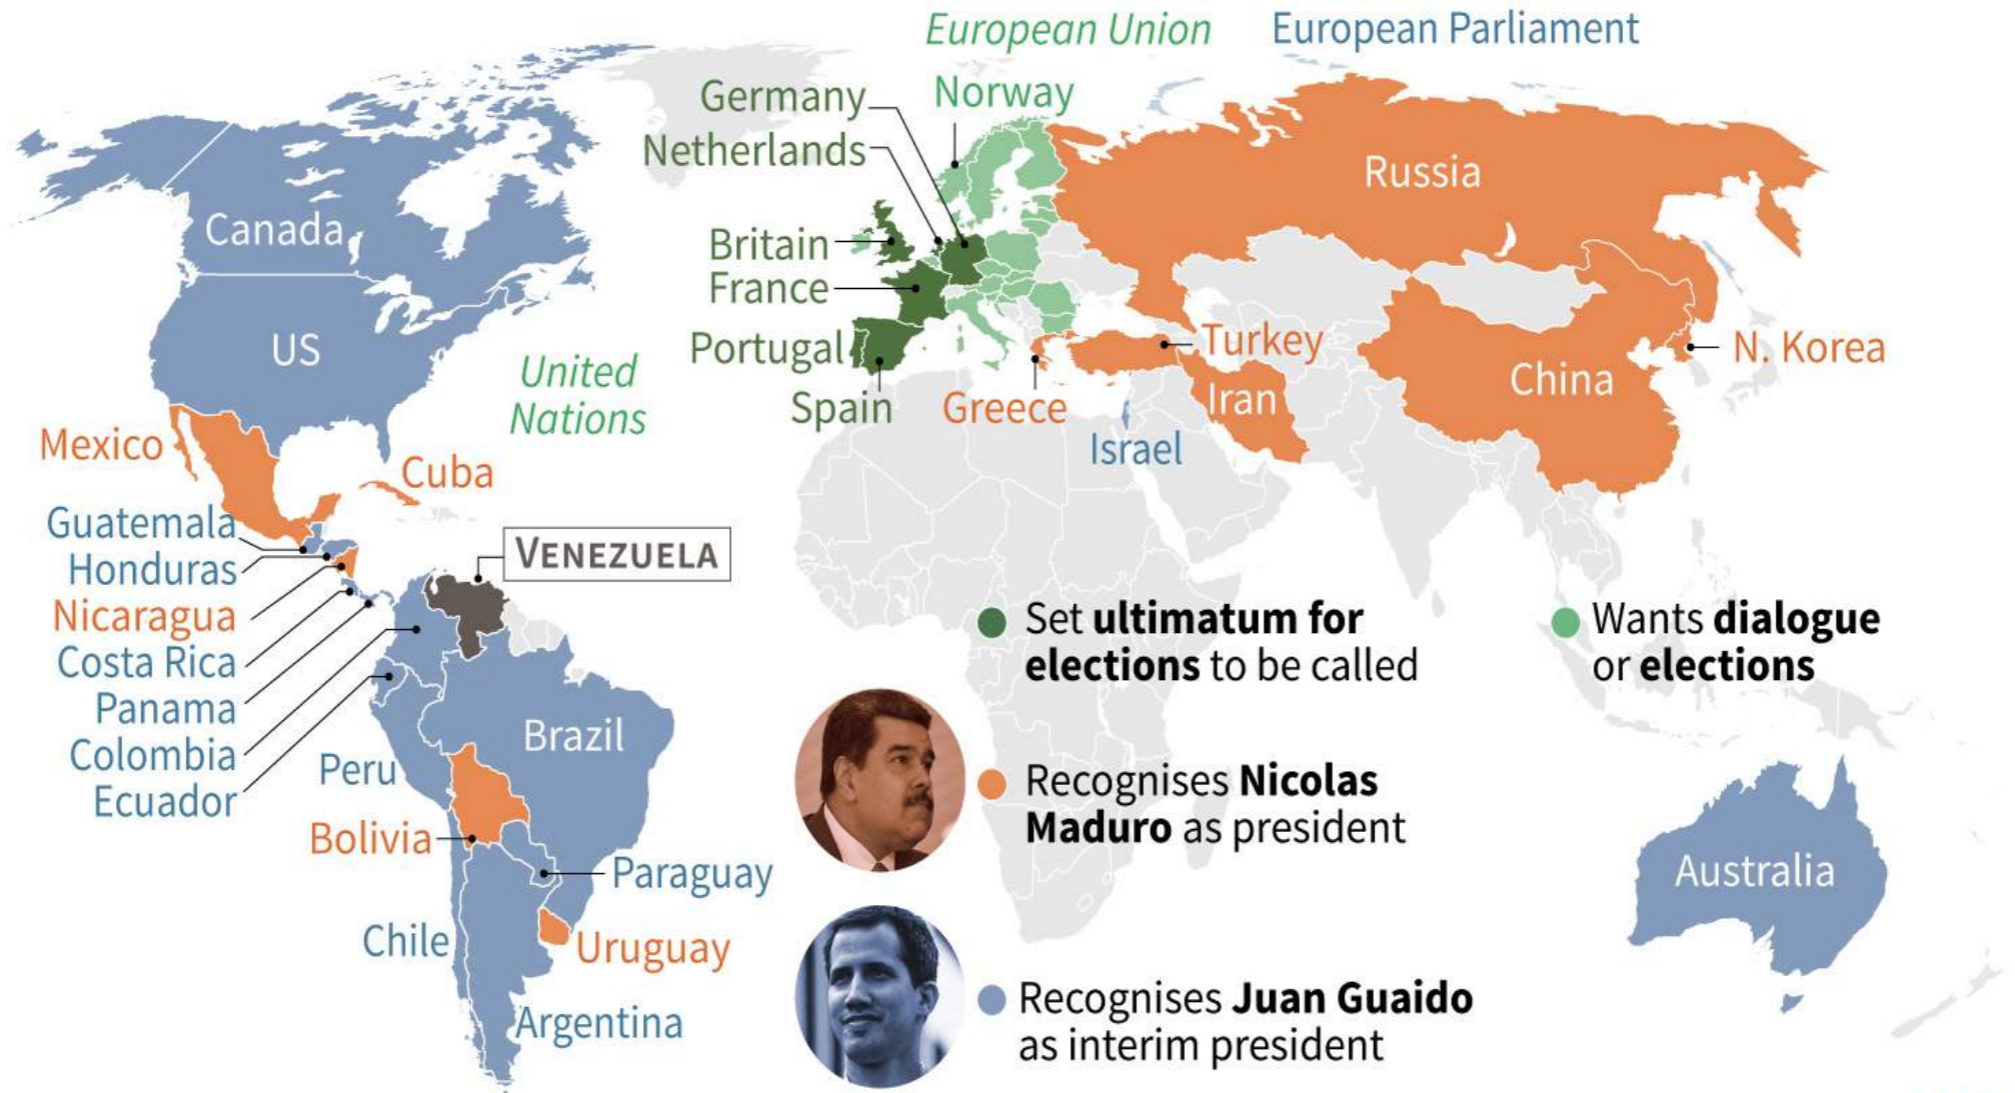 European Union
European Parliament
Germany
Norway
Netherlands
Russia
Canada
Britain
France
US
Portugal
Turkey
N. Korea
United
Nations
China
Spain
Greece
Iran
Mexico
Israel
Cuba
Guatemala
VENEZUELA
Honduras
Nicaragua
Costa Rica
Panama
Colombia
Ecuador
Peru
Brazil
Bolivia
Paraguay
Chile
Uruguay
Argentina
Australia
Set ultimatum for
elections to be called
Wants dialogue
or elections
Recognises Nicolas
Maduro as president
Recognises Juan Guaido
as interim president